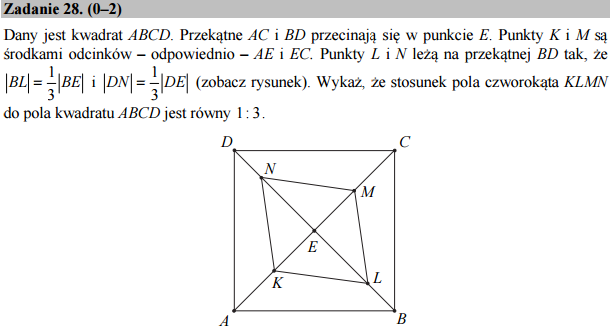 Zadanie 28. (0–2)
Dany jest kwadrat ABCD. Przekątne AC i BD przecinają się w punkcie E. Punkty K i M są
środkami odcinków – odpowiednio – AE i EC. Punkty L i N leżą na przekątnej BD tak, że
|BL| = 1/3 |BE| i |DN| = 1/3 |DE| (zobacz rysunek). Wykaż, że stosunek pola czworokąta KLMN
do pola kwadratu ABCD jest równy 1 : 3.
D
C
N
M
E
K
L
A
B